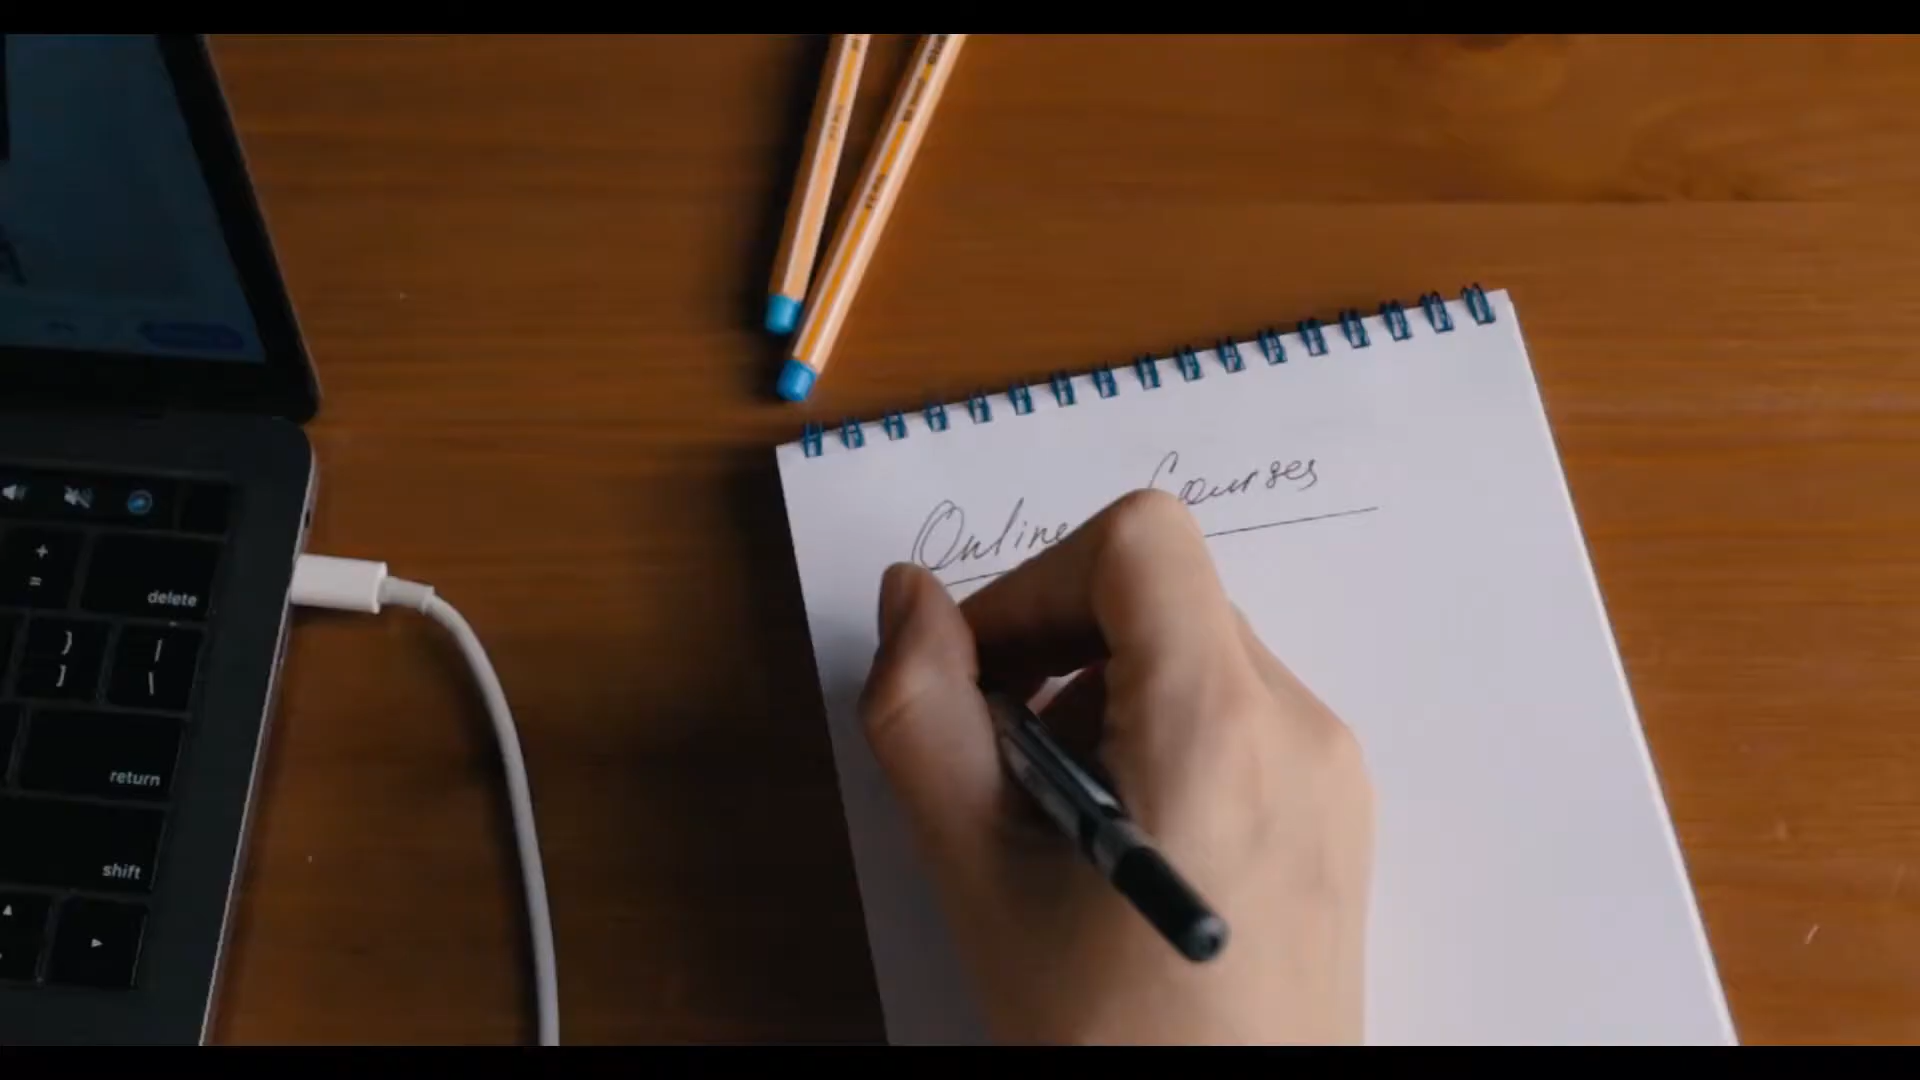 Online Courses
+
=
delete
}
]
|
\
return
shift